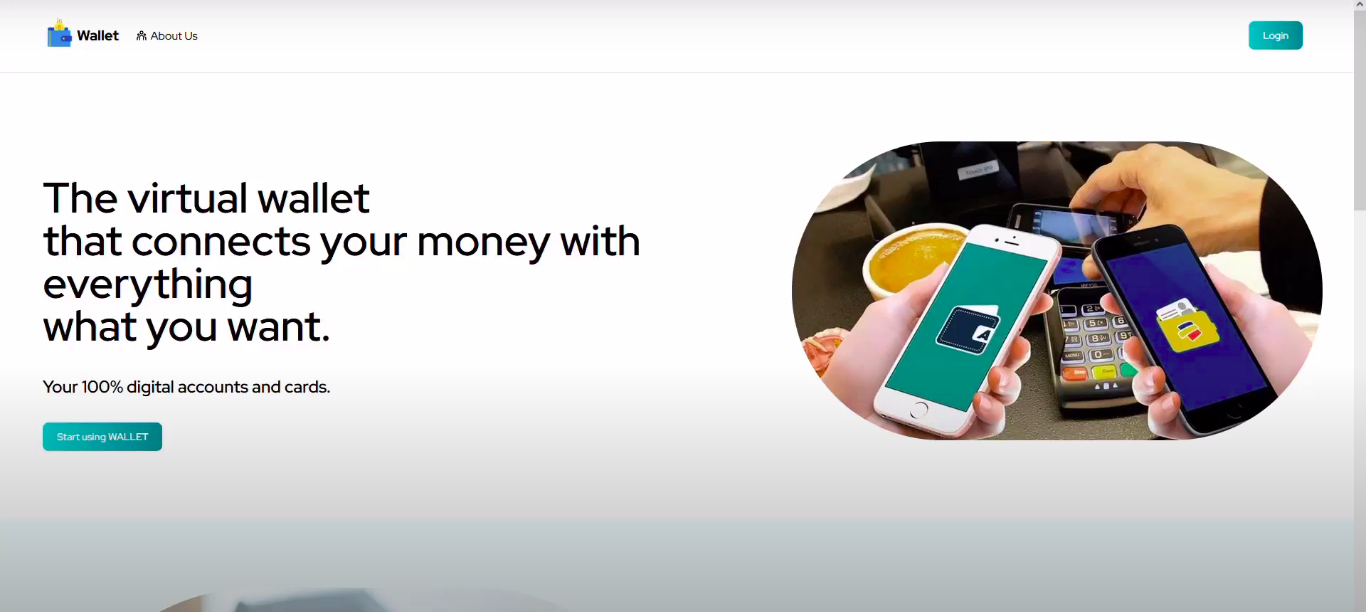 Wallet
About Us
Login
The virtual wallet
that connects your money with
everything
what you want.
Your 100% digital accounts and cards.
Start using WALLET